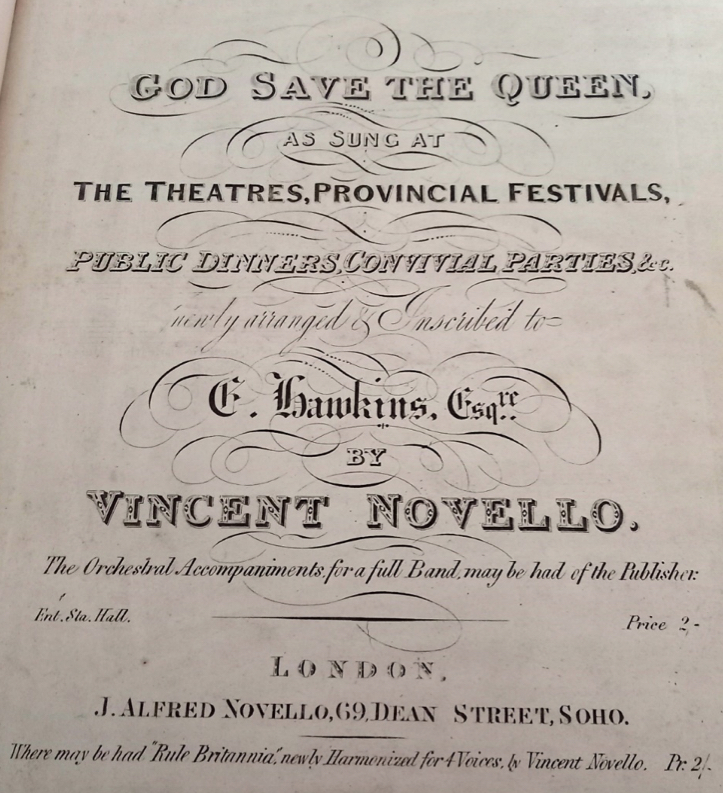 GOD SAVE THE QUEEN,
AS SUNG AT
THE THEATRES, PROVINCIAL FESTIVALS,
PUBLIC DINNERS, CONVIVIAL PARTIES, &c.
newly arranged & Inscribed to
E. Hawkins, Esqre.
BY
VINCENT NOVELLO.
The Orchestral Accompaniments, for a full Band, may be had of the Publisher.
Ent. Sta. Hall.
Price 2/-
LONDON,
J. ALFRED NOVELLO, 69, DEAN STREET, SOHO.
Where may be had "Rule Britannia", newly Harmonized for 4 Voices, by Vincent Novello. Pr. 2/-